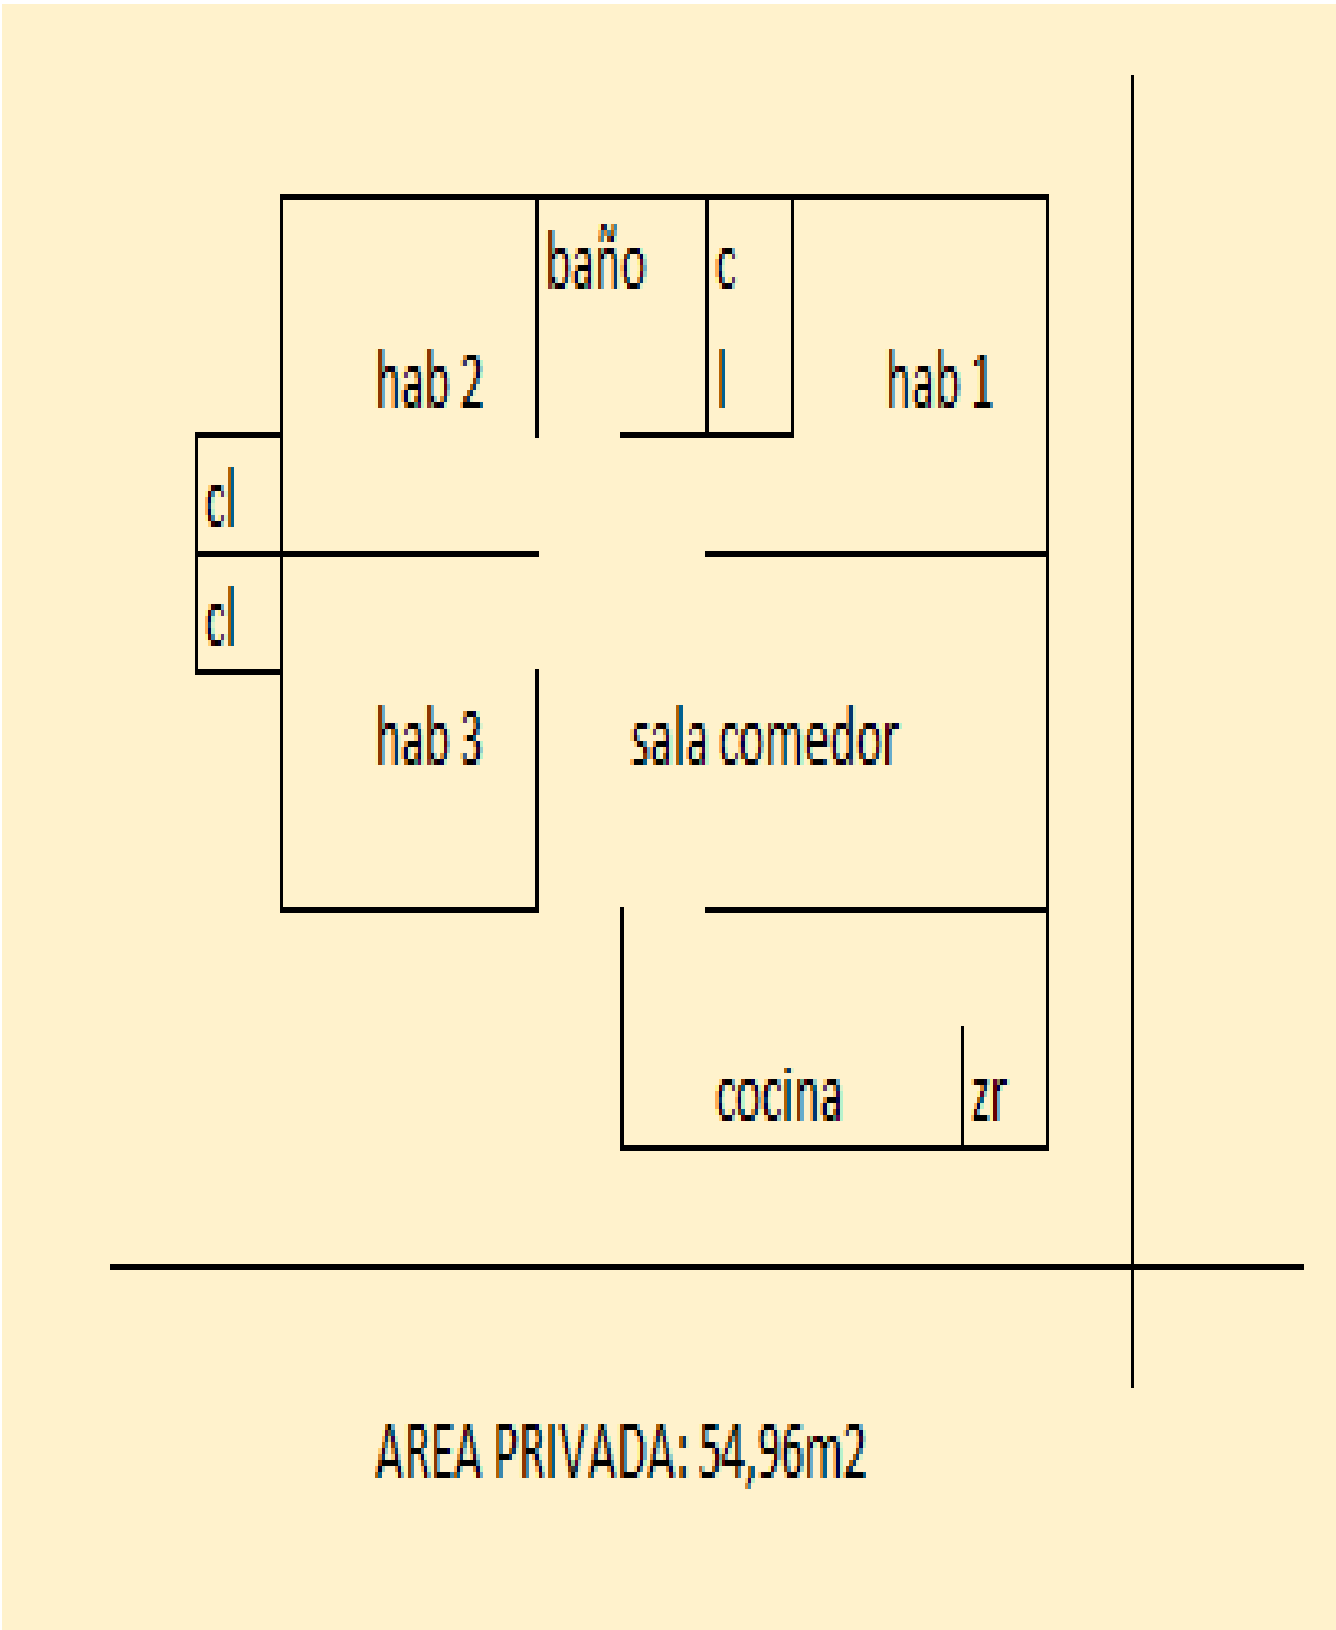 baño
c
hab 2
l
hab 1
cl
cl
hab 3
sala comedor
cocina
zr
AREA PRIVADA: 54,96m2